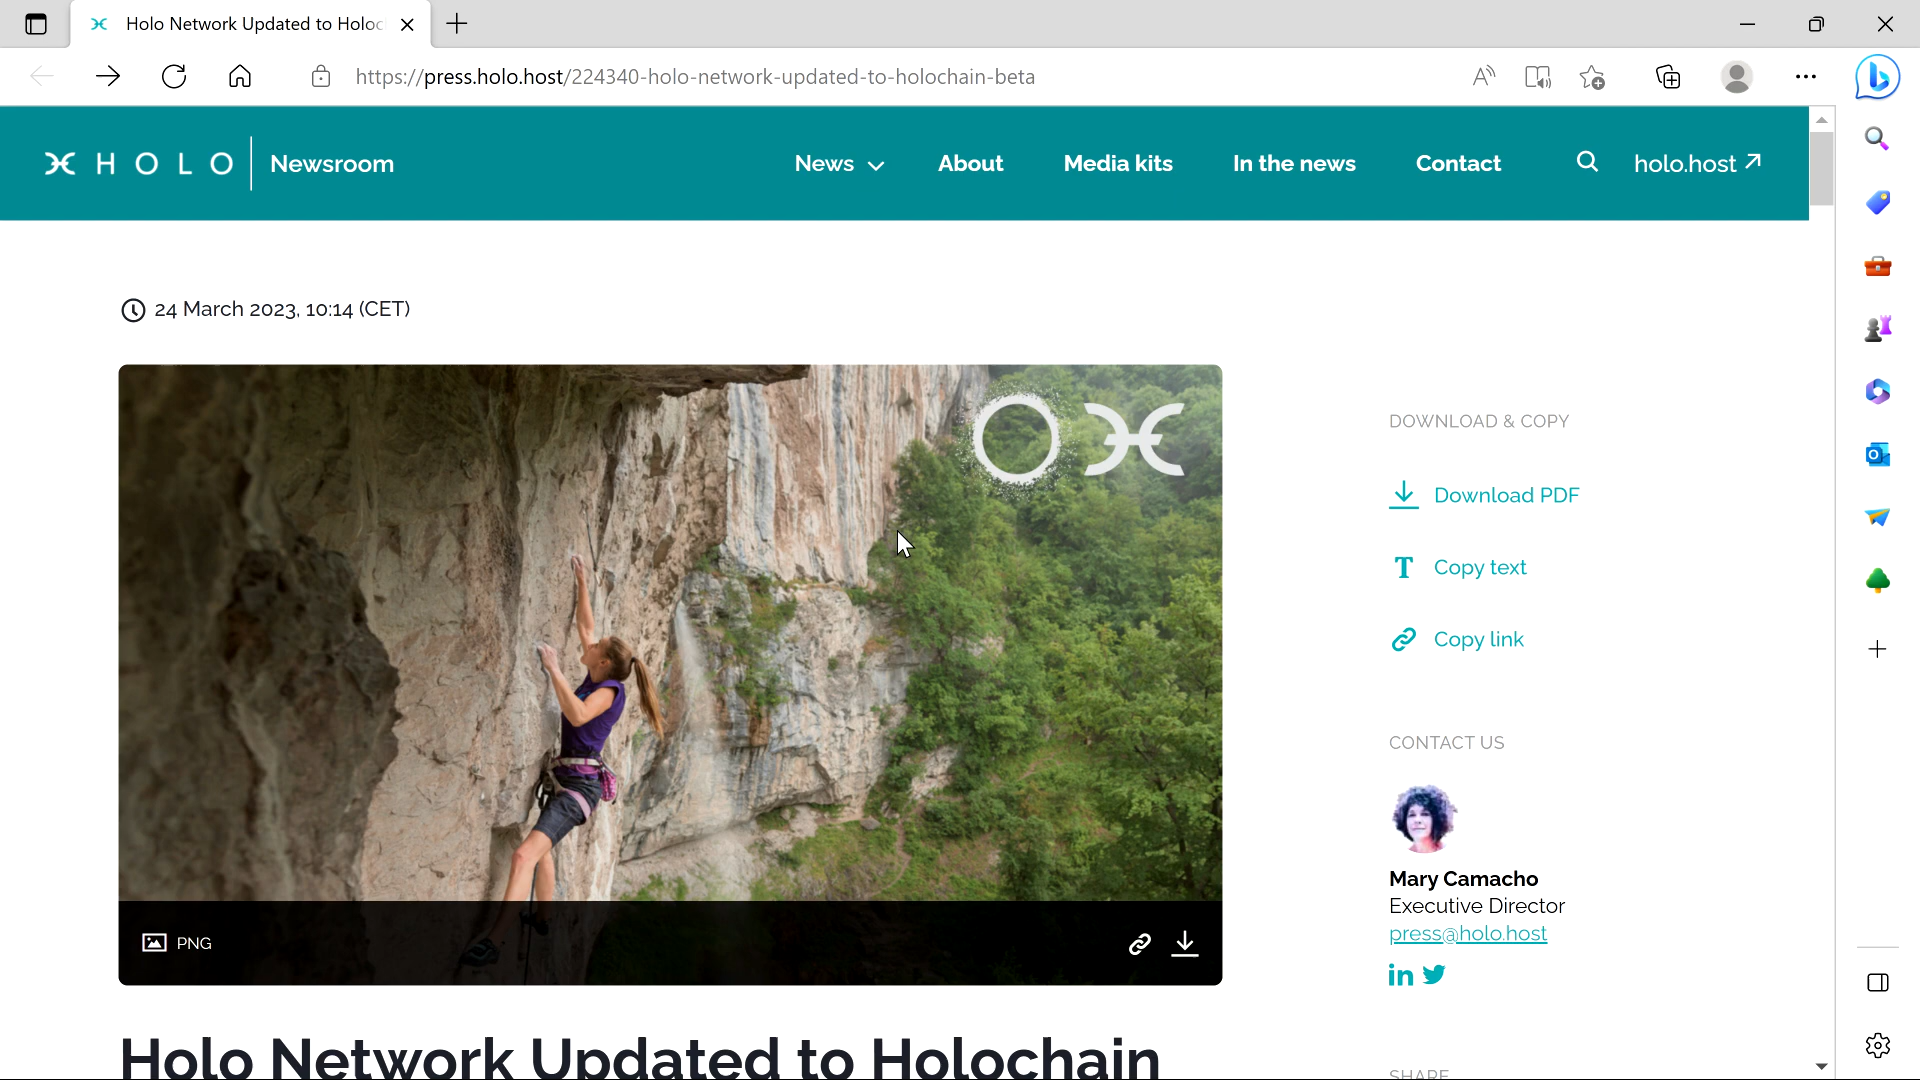 Holo Network Updated to Holoc
https://press.holo.host/224340-holo-network-updated-to-holochain-beta
HOLO Newsroom
News
About
Media kits
In the news
Contact
holo.host
24 March 2023, 10:14 (CET)
PNG
Holo Network Updated to Holochain
DOWNLOAD & COPY
Download PDF
Copy text
Copy link
CONTACT US
Mary Camacho
Executive Director
press@holo.host
SHARE